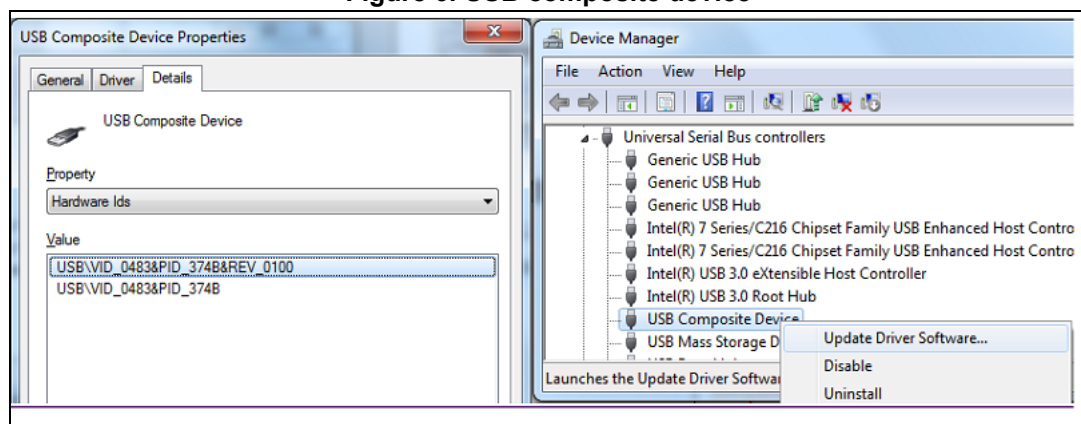 USB Composite Device Properties
General Driver Details
USB Composite Device
Property
Hardware Ids
Value
USB\VID_0483&PID_374B&REV_0100
USB\VID_0483&PID_374B
Device Manager
File Action View Help
Universal Serial Bus controllers
Generic USB Hub
Generic USB Hub
Generic USB Hub
Intel(R) 7 Series/C216 Chipset Family USB Enhanced Host Contro
Intel(R) 7 Series/C216 Chipset Family USB Enhanced Host Contro
Intel(R) USB 3.0 eXtensible Host Controller
Intel(R) USB 3.0 Root Hub
USB Composite Device
USB Mass Storage D
Launches the Update Driver Softwar
Update Driver Software...
Disable
Uninstall